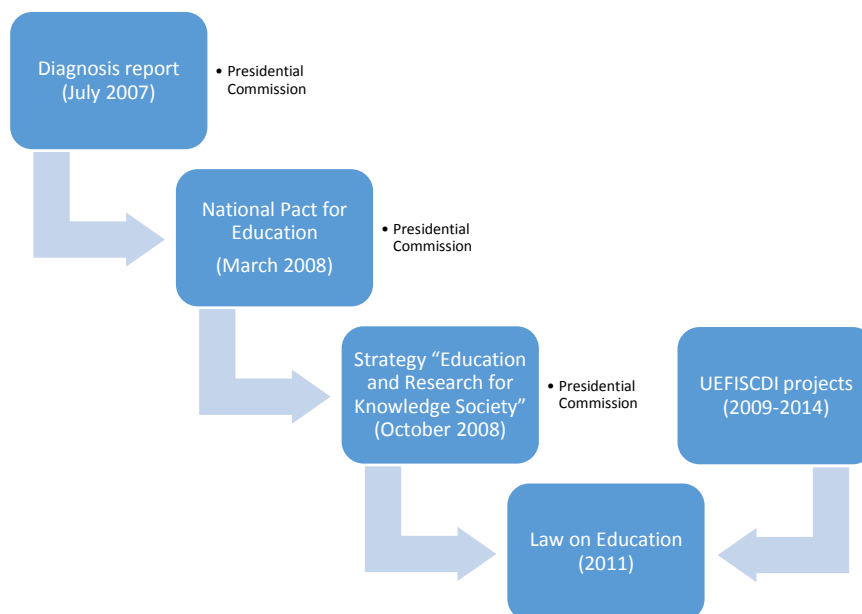 Diagnosis report
(July 2007)
• Presidential
Commission
National Pact for
Education
(March 2008)
• Presidential
Commission
Strategy “Education
and Research for
Knowledge Society”
(October 2008)
• Presidential
Commission
UEFISCDI projects
(2009-2014)
Law on Education
(2011)